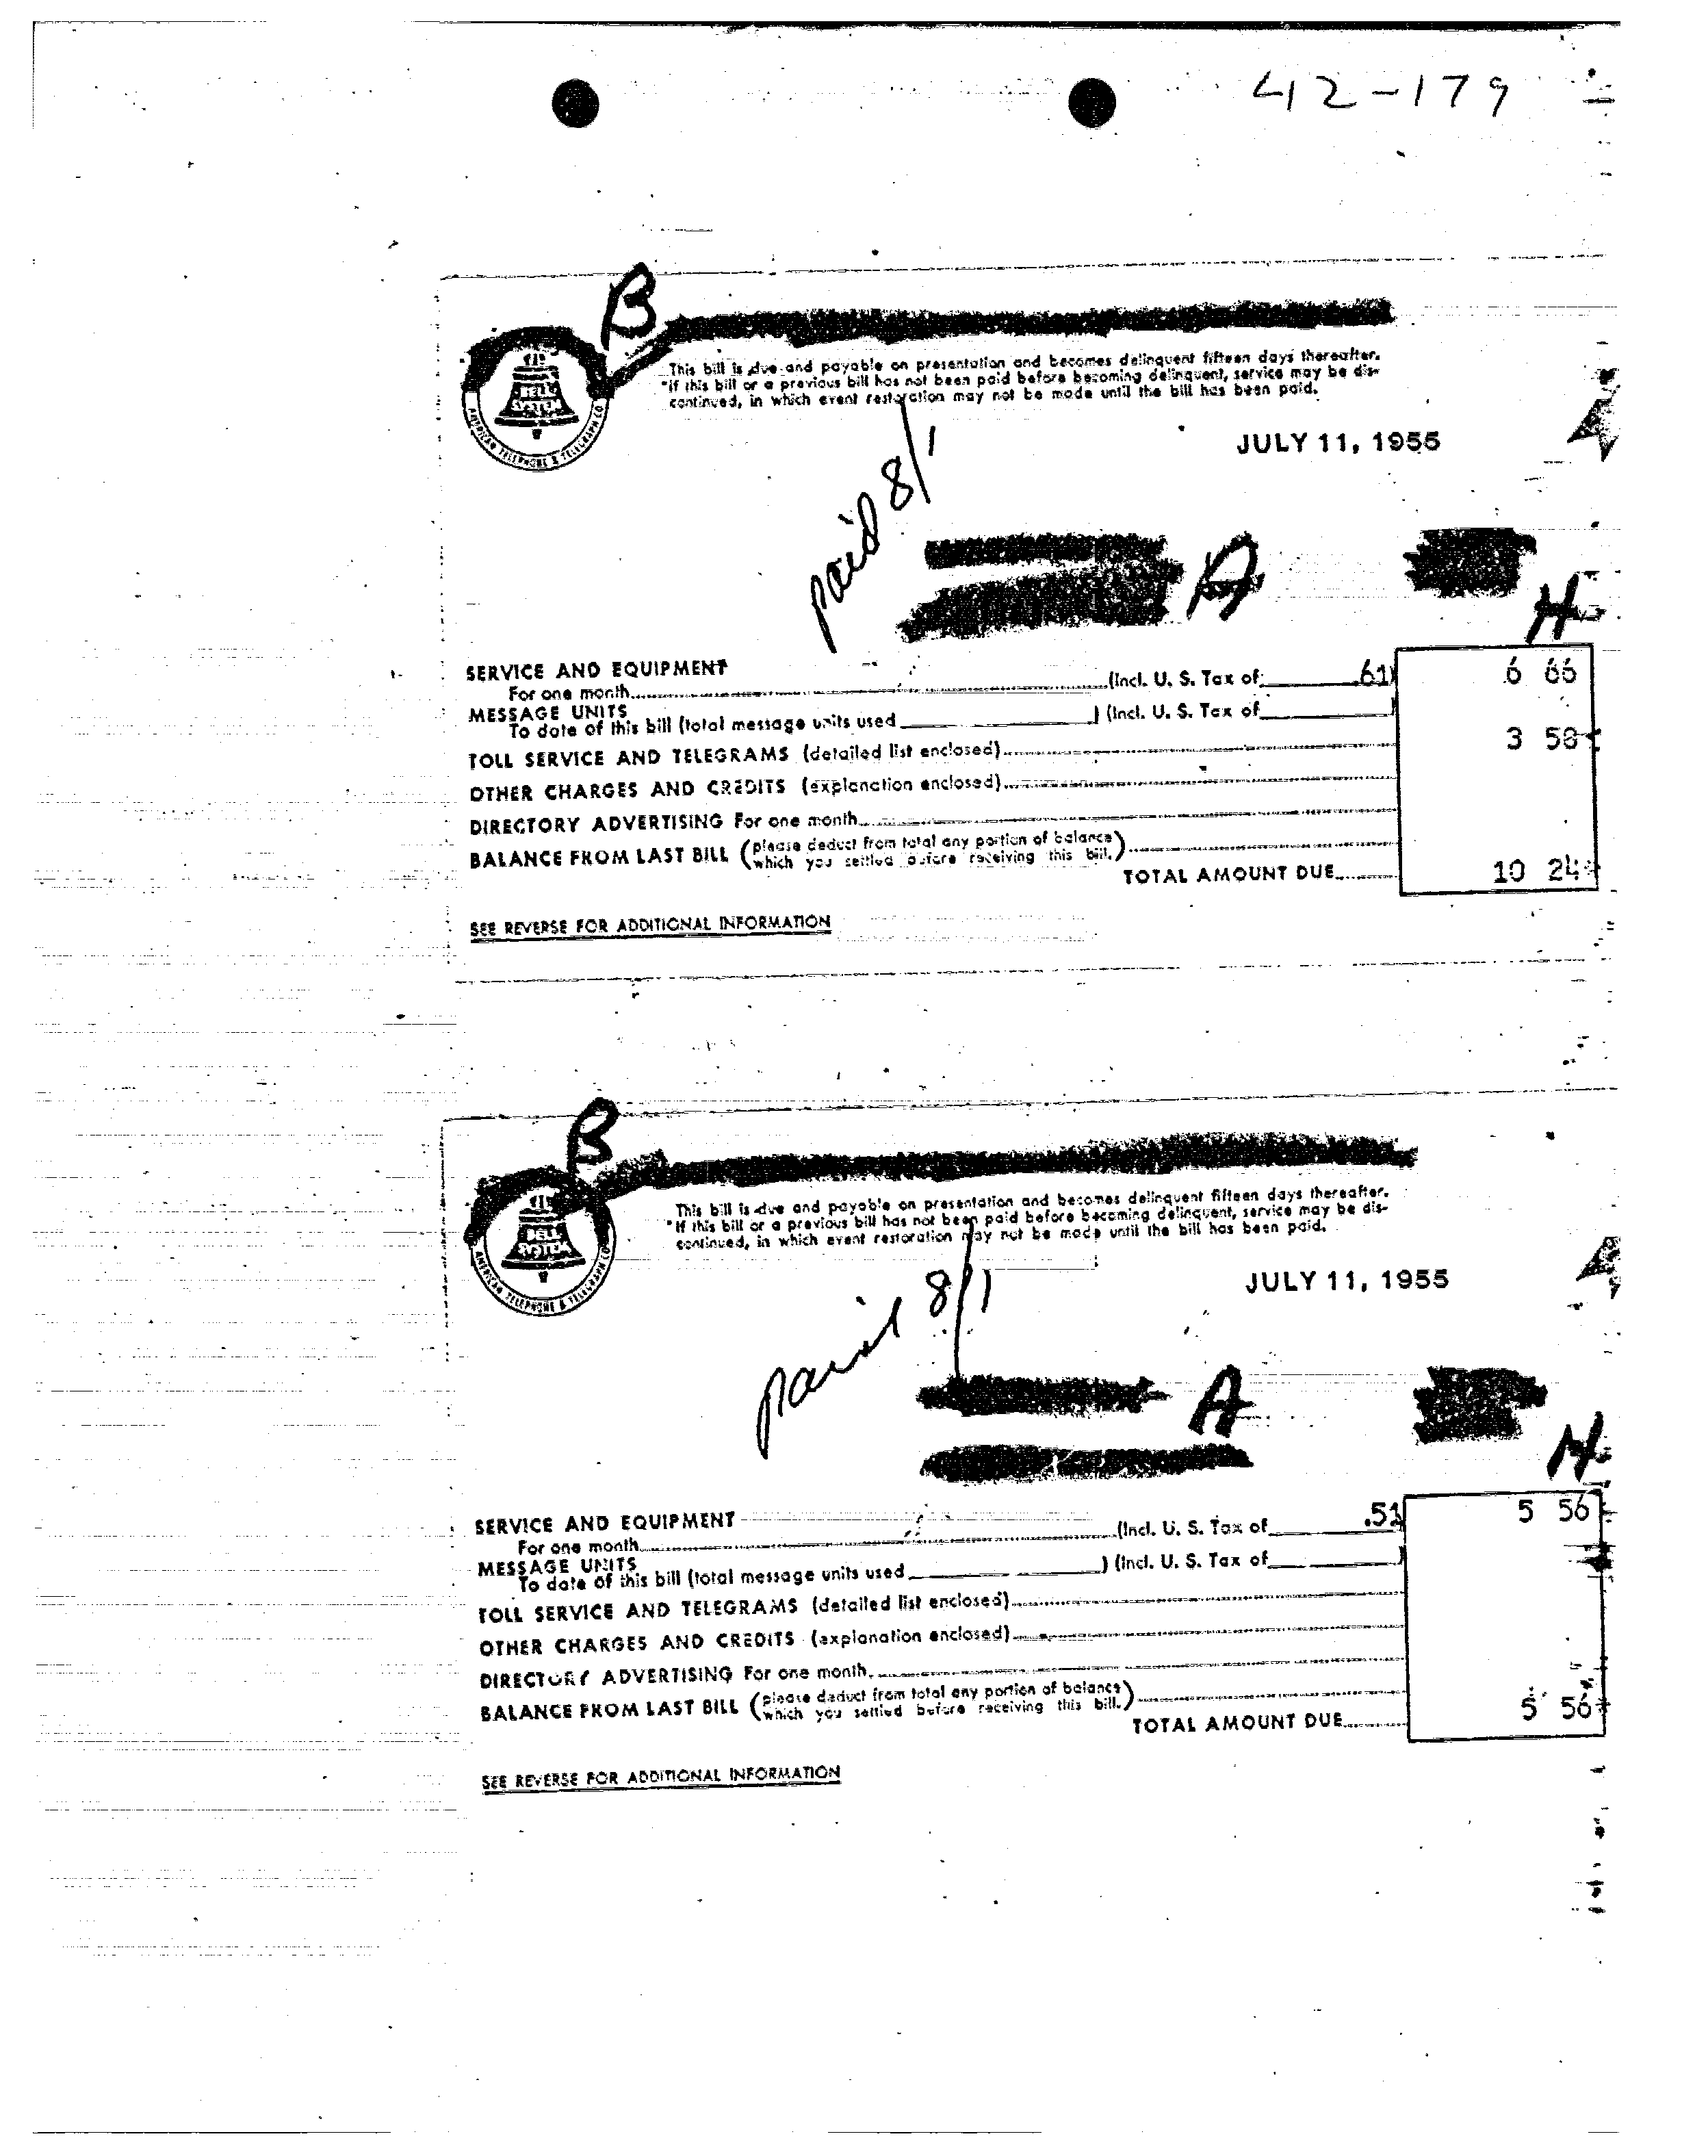 42-179
B
This bill is due and payable on presentation and becomes delinquent fifteen days thereafter.
*If this bill or a previous bill has not been paid before becoming delinquent, service may be dis-
continued, in which event restoration may not be made until the bill has been paid.
BELL
SYSTEM
AMERICAN TELEPHONE & TELEGRAPH CO.
JULY 11, 1955
paid 8/1
A
H
SERVICE AND EQUIPMENT
For one month (Incl. U. S. Tax of .61) 6 66
MESSAGE UNITS
To date of this bill (total message units used ) (Incl. U. S. Tax of )
TOLL SERVICE AND TELEGRAMS (detailed list enclosed) 3 58
OTHER CHARGES AND CREDITS (explanation enclosed)
DIRECTORY ADVERTISING For one month
BALANCE FROM LAST BILL (please deduct from total any portion of balance
which you settled before receiving this bill.)
TOTAL AMOUNT DUE 10 24
SEE REVERSE FOR ADDITIONAL INFORMATION
B
This bill is due and payable on presentation and becomes delinquent fifteen days thereafter.
*If this bill or a previous bill has not been paid before becoming delinquent, service may be dis-
continued, in which event restoration may not be made until the bill has been paid.
BELL
SYSTEM
AMERICAN TELEPHONE & TELEGRAPH CO.
JULY 11, 1955
paid 8/1
A
H
SERVICE AND EQUIPMENT
For one month (Incl. U. S. Tax of .51 5 56
MESSAGE UNITS
To date of this bill (total message units used ) (Incl. U. S. Tax of )
TOLL SERVICE AND TELEGRAMS (detailed list enclosed)
OTHER CHARGES AND CREDITS (explanation enclosed)
DIRECTORY ADVERTISING For one month
BALANCE FROM LAST BILL (please deduct from total any portion of balance
which you settled before receiving this bill.)
TOTAL AMOUNT DUE 5 56
SEE REVERSE FOR ADDITIONAL INFORMATION